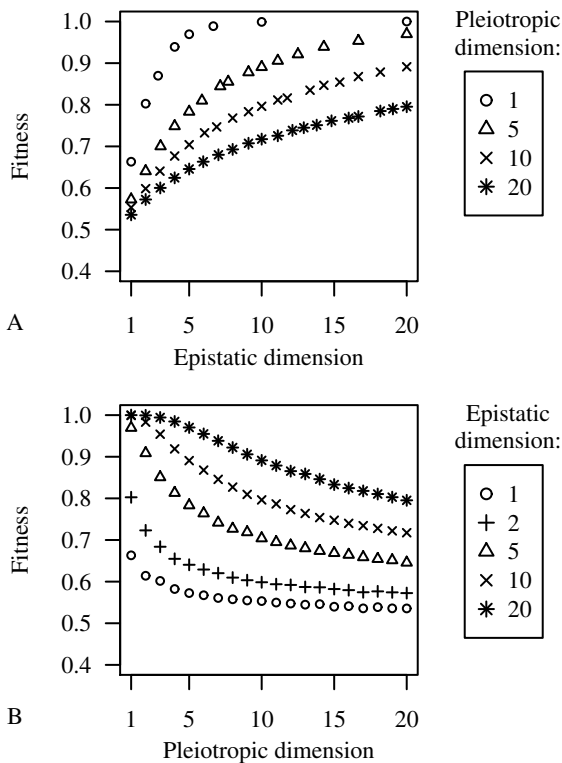 1.0
0.9
0.8
0.7
0.6
0.5
0.4
Fitness
1 5 10 15 20
Epistatic dimension
A
Pleiotropic
dimension:
1
5
10
20
1.0
0.9
0.8
0.7
0.6
0.5
0.4
Fitness
1 5 10 15 20
Pleiotropic dimension
B
Epistatic
dimension:
1
2
5
10
20